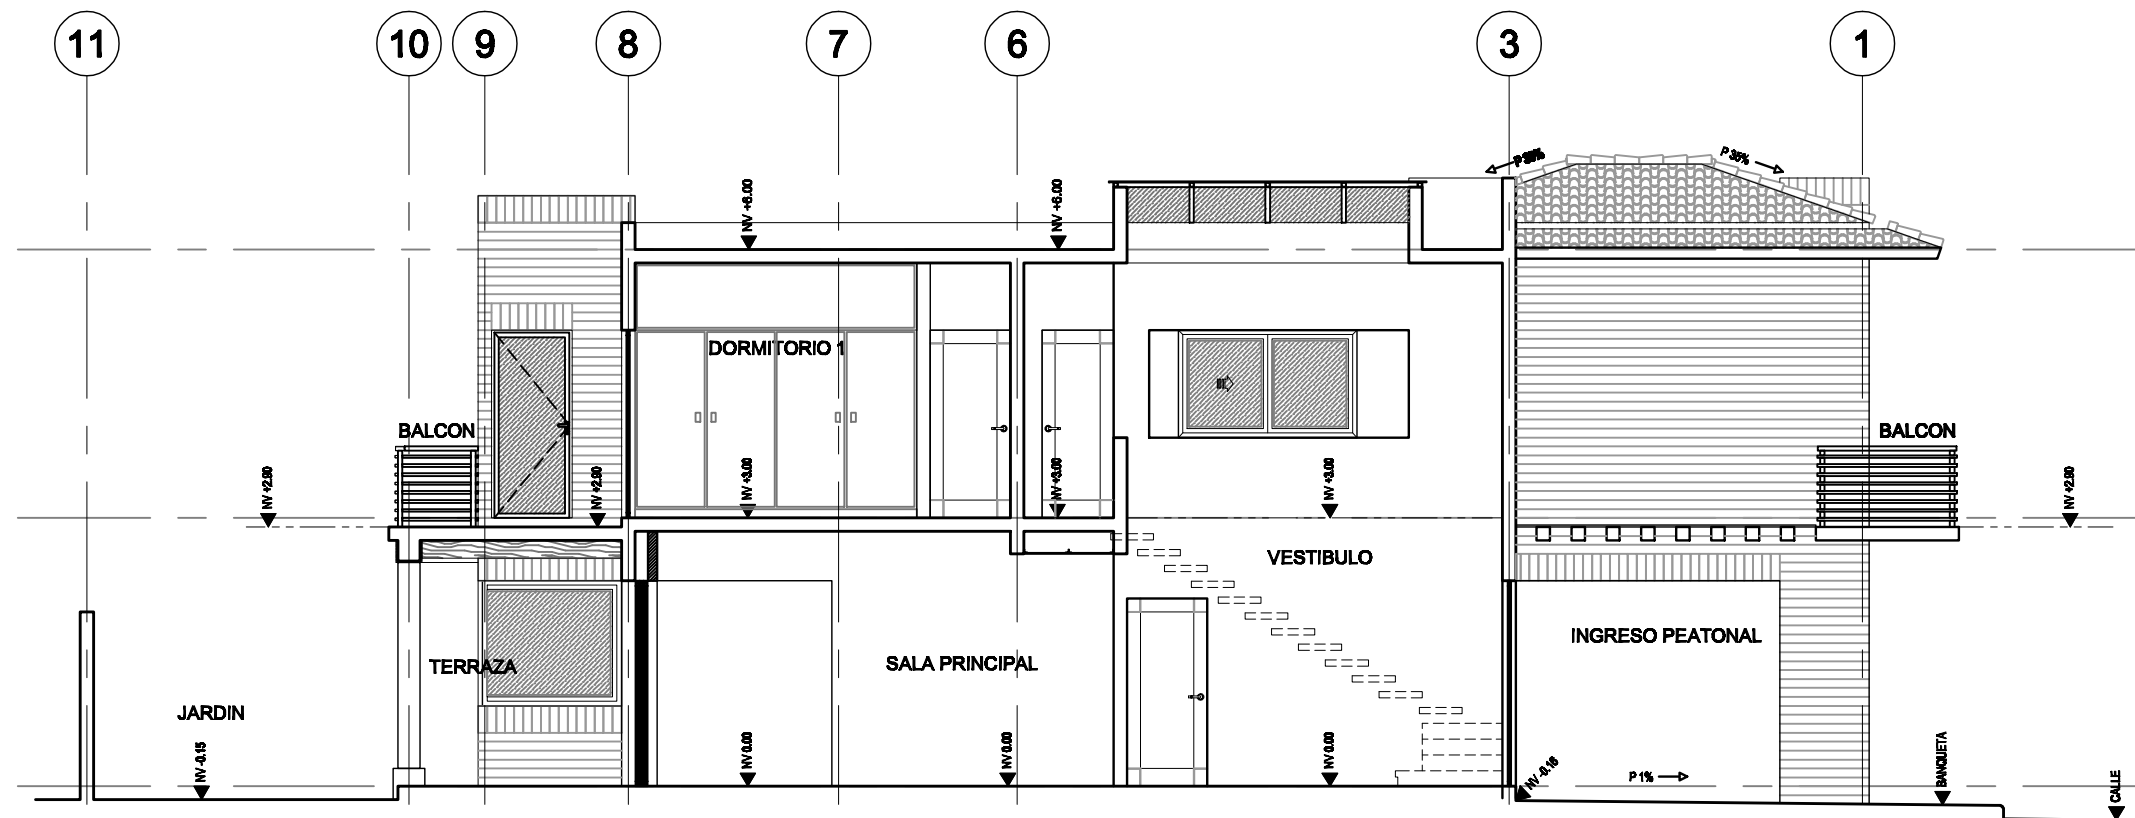 11 10 9 8 7 6 3 1
P 35%
P 35%
NV +6.00
NV +6.00
DORMITORIO 1
BALCON
BALCON
NV +2.90
NV +2.90
NV +3.00
NV +3.00
NV +3.00
NV +2.90
VESTIBULO
INGRESO PEATONAL
TERRAZA
SALA PRINCIPAL
JARDIN
NV -0.15
NV 0.00
NV 0.00
NV 0.00
NV -0.16
P 1%
BANQUETA
CALLE